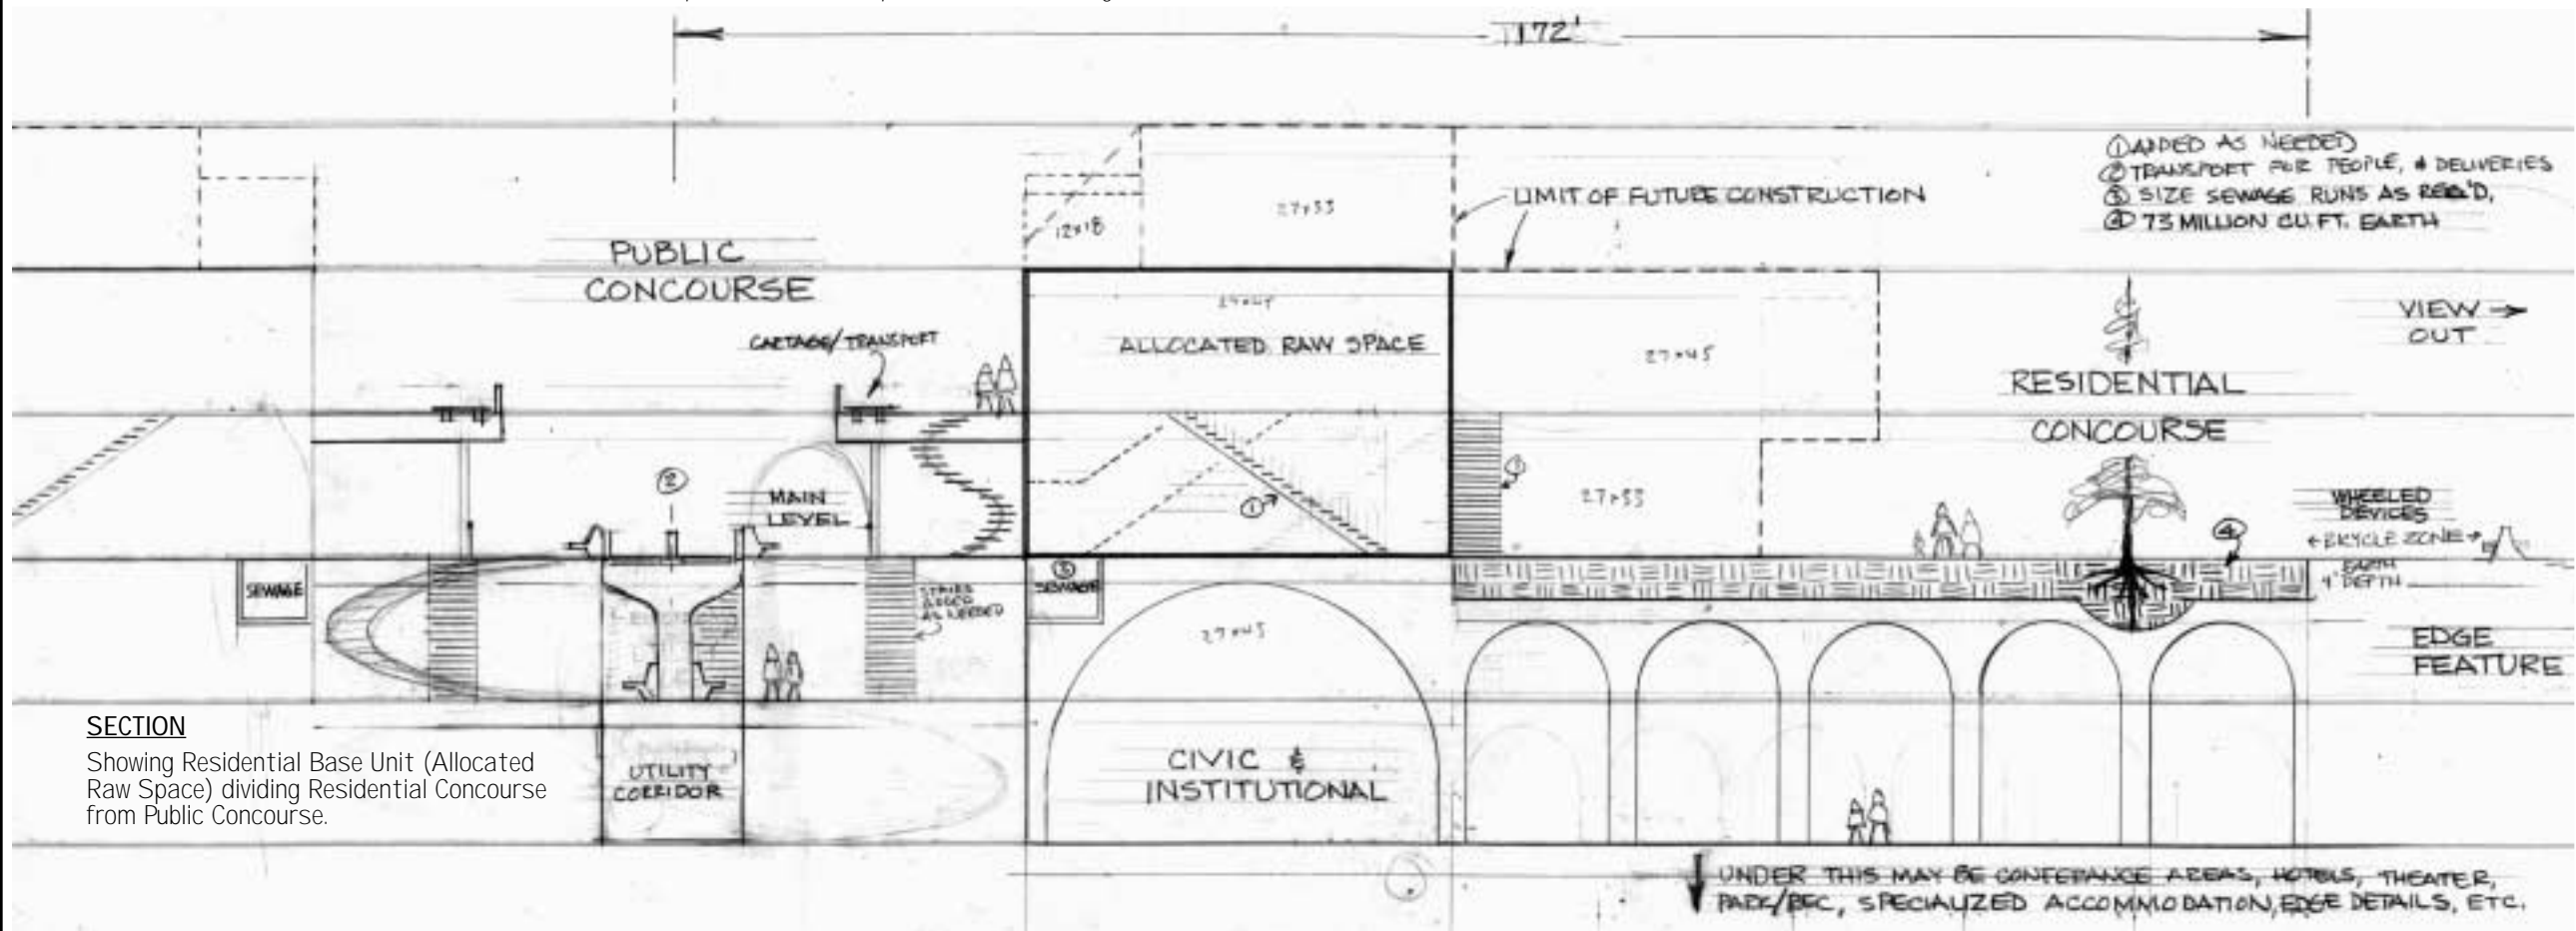 172'
① ADDED AS NEEDED
② TRANSPORT FOR PEOPLE, & DELIVERIES
③ SIZE SEWAGE RUNS AS REQ'D,
④ 73 MILLION CU. FT. EARTH
LIMIT OF FUTURE CONSTRUCTION
27x33
12x18
PUBLIC
CONCOURSE
CARTAGE/TRANSPORT
ALLOCATED RAW SPACE
27x45
VIEW →
OUT
RESIDENTIAL
CONCOURSE
②
MAIN
LEVEL
①
①
27x33
④
WHEELED
DEVICES
← BICYCLE ZONE →
EARTH
4' DEPTH
SEWAGE
STAIRS
ADDED
AS NEEDED
③
SEWAGE
27x45
EDGE
FEATURE
SECTION
Showing Residential Base Unit (Allocated
Raw Space) dividing Residential Concourse
from Public Concourse.
UTILITY
CORRIDOR
CIVIC &
INSTITUTIONAL
UNDER THIS MAY BE CONFERANCE AREAS, HOTELS, THEATER,
PARK/REC, SPECIALIZED ACCOMMODATION, EDGE DETAILS, ETC.